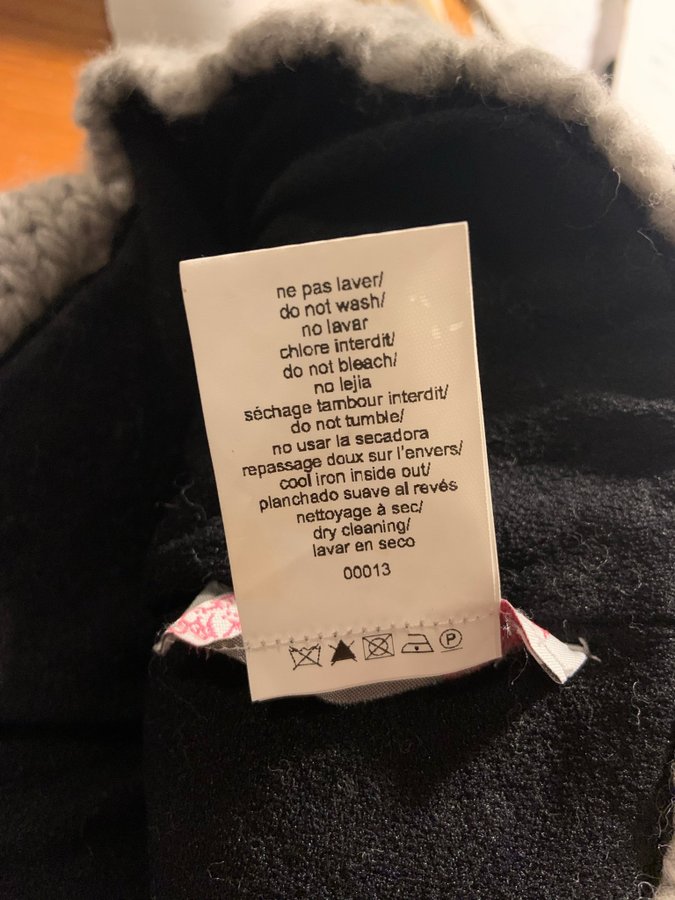 ne pas laver/
do not wash/
no lavar
chlore interdit/
do not bleach/
no lejia
séchage tambour interdit/
do not tumble/
no usar la secadora
repassage doux sur l'envers/
cool iron inside out/
planchado suave al revés
nettoyage à sec/
dry cleaning/
lavar en seco
00013
P